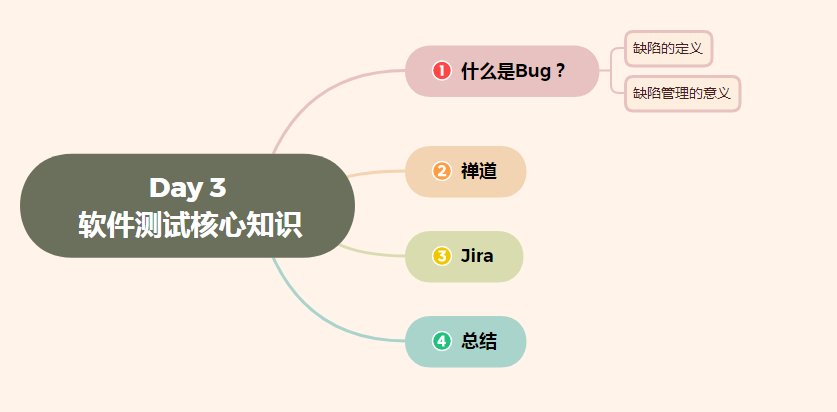 Day 3
软件测试核心知识
1 什么是Bug？
缺陷的定义
缺陷管理的意义
2 禅道
3 Jira
4 总结